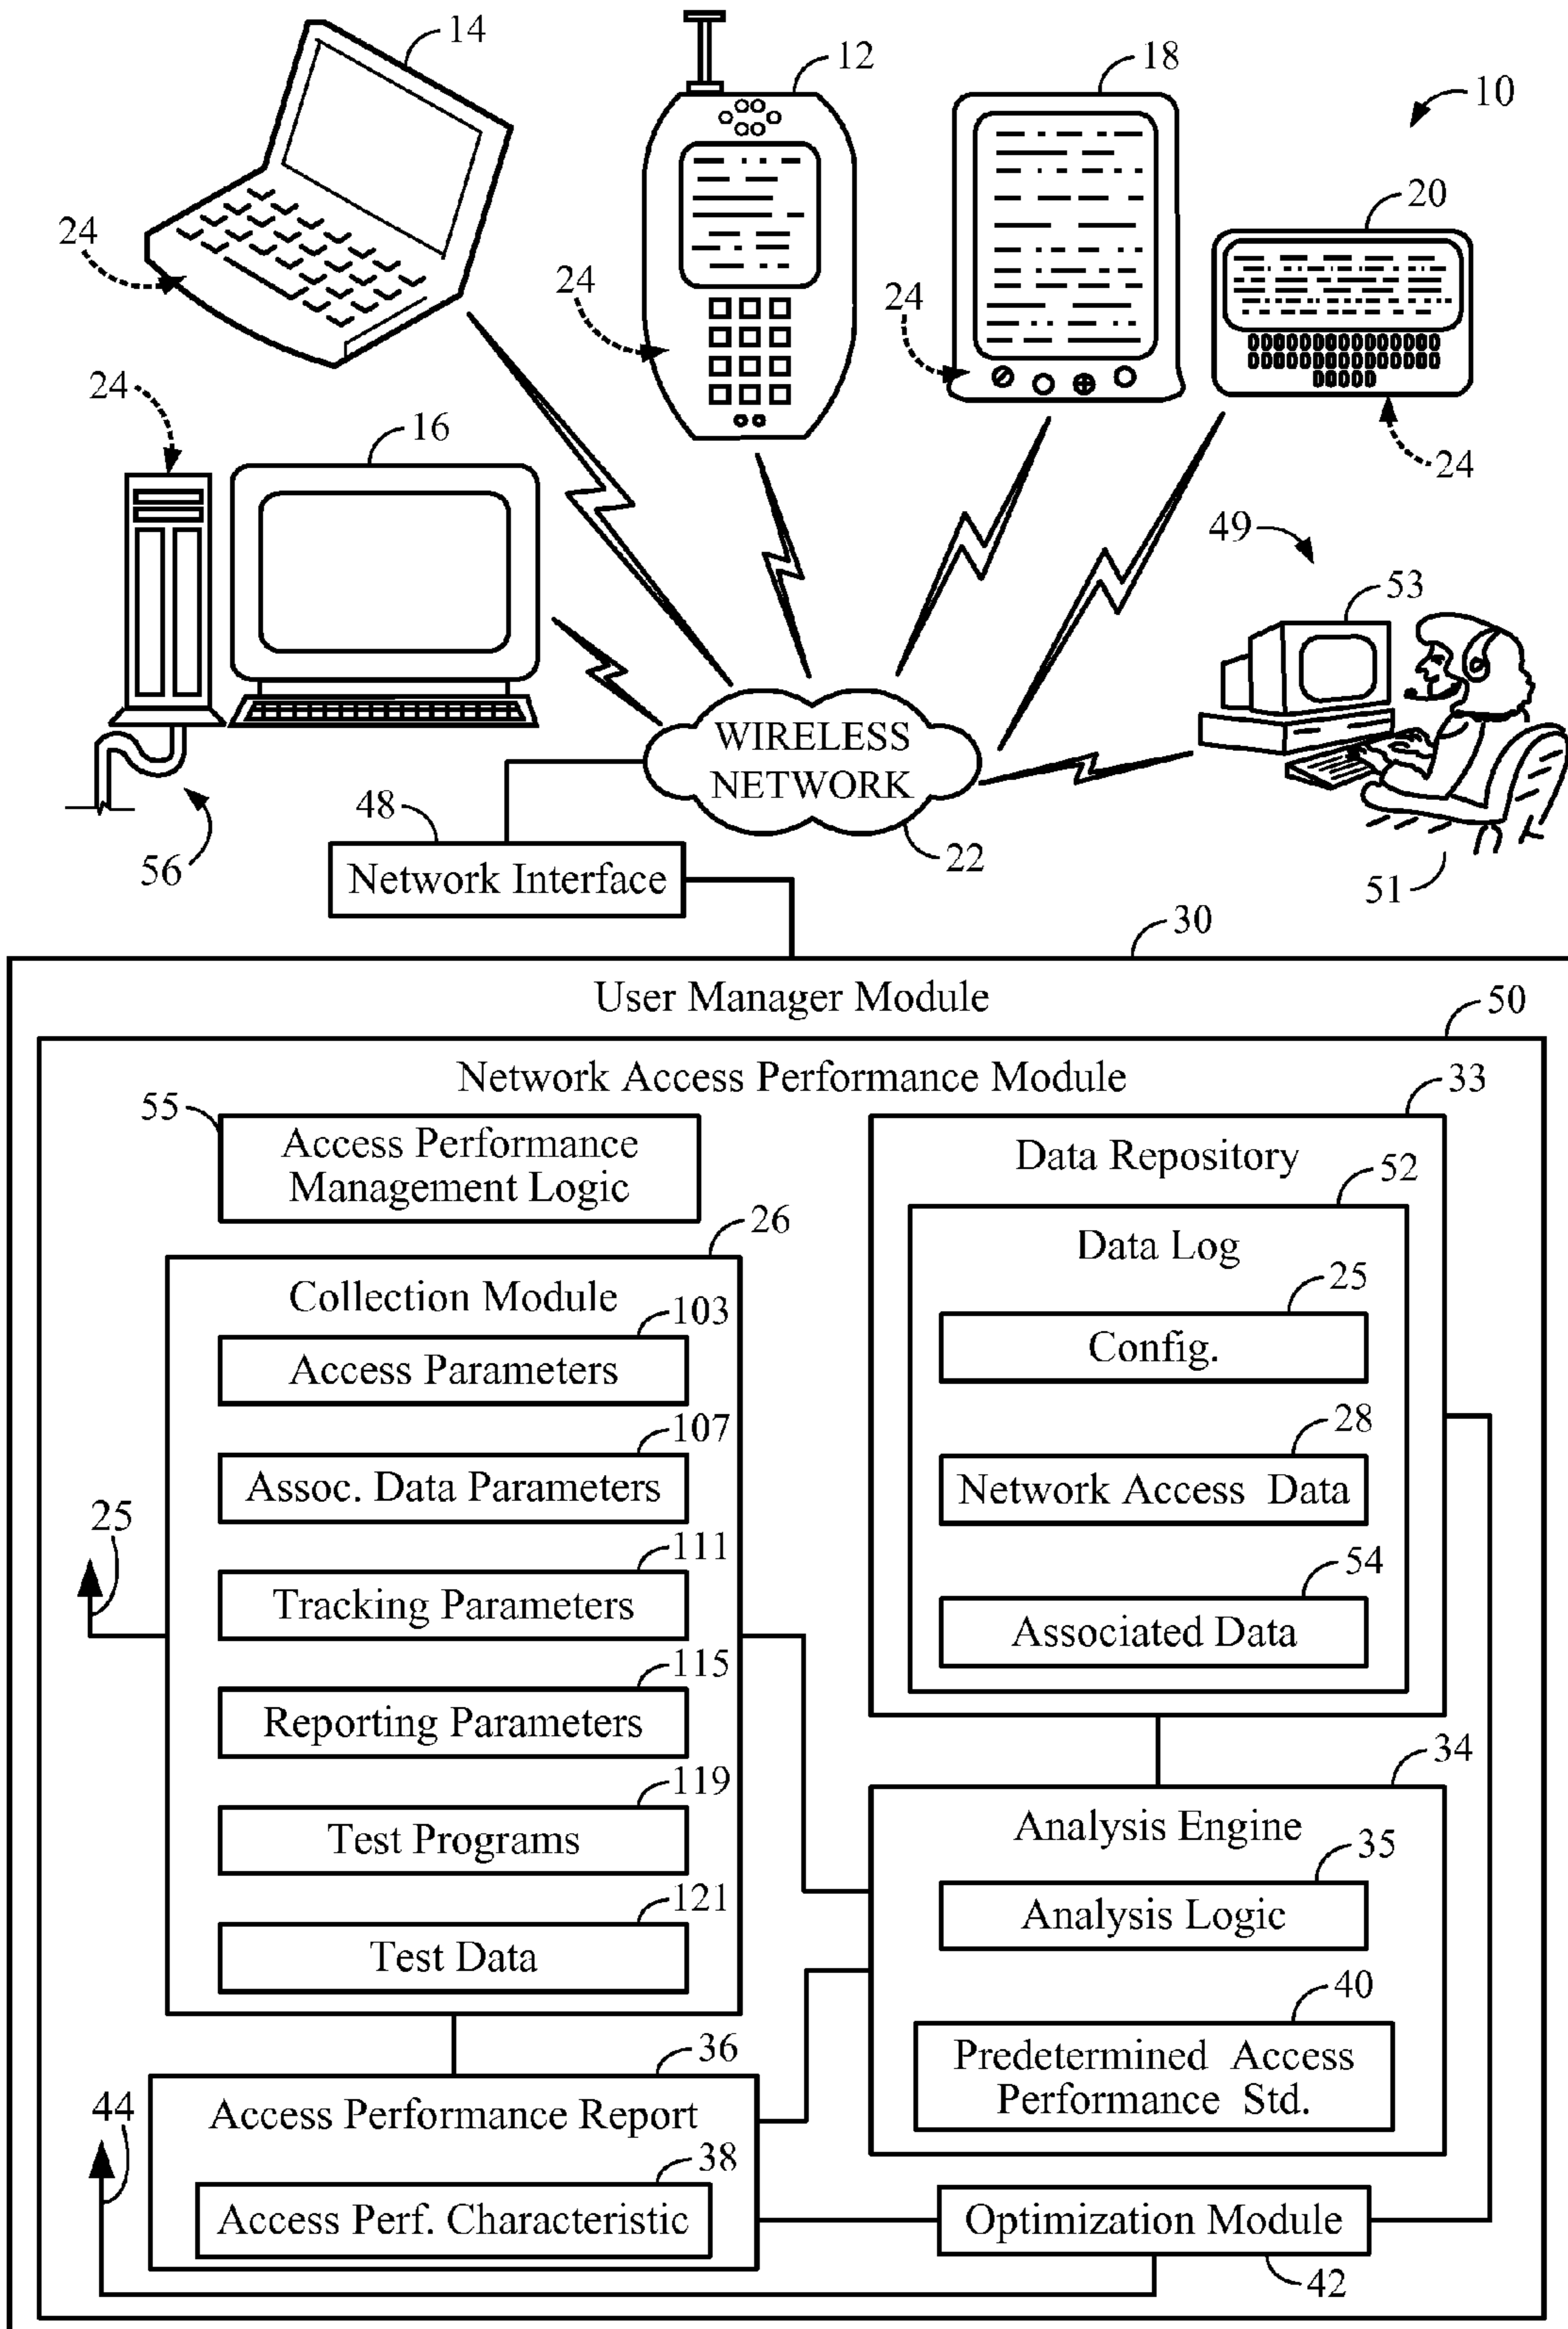 14
12
18
10
20
24
24
24
24
24
16
49
53
WIRELESS
NETWORK
48
22
56
51
Network Interface
30
User Manager Module
50
Network Access Performance Module
55
33
Access Performance
Management Logic
Data Repository
52
26
Data Log
Collection Module
25
103
Config.
Access Parameters
107
28
Assoc. Data Parameters
Network Access Data
25
111
54
Tracking Parameters
Associated Data
115
Reporting Parameters
34
119
Analysis Engine
Test Programs
35
121
Analysis Logic
Test Data
40
36
Predetermined Access
Performance Std.
44
Access Performance Report
38
Access Perf. Characteristic
Optimization Module
42